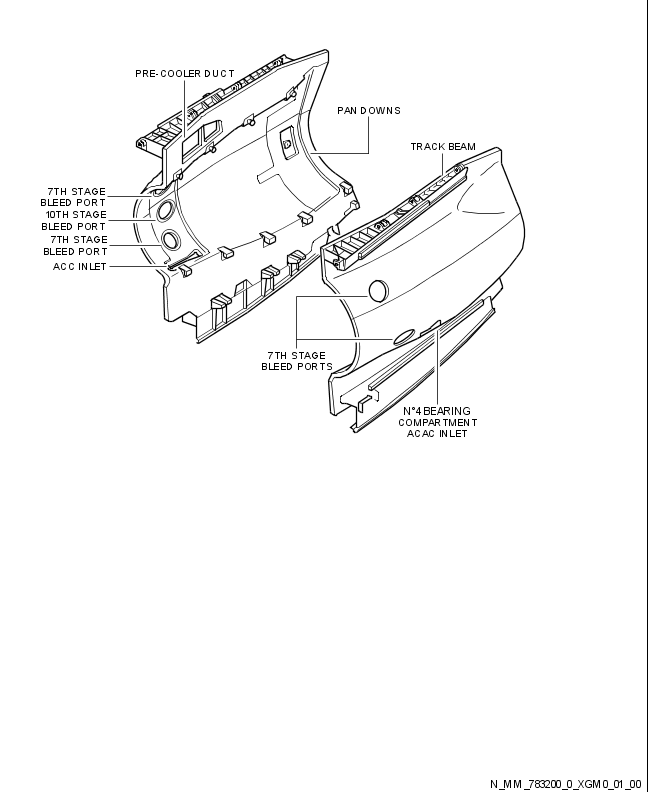 PRE-COOLER DUCT
PAN DOWNS
TRACK BEAM
7TH STAGE
BLEED PORT
10TH STAGE
BLEED PORT
7TH STAGE
BLEED PORT
ACC INLET
7TH STAGE
BLEED PORTS
N°4 BEARING
COMPARTMENT
ACAC INLET
N_MM_783200_0_XGM0_01_00